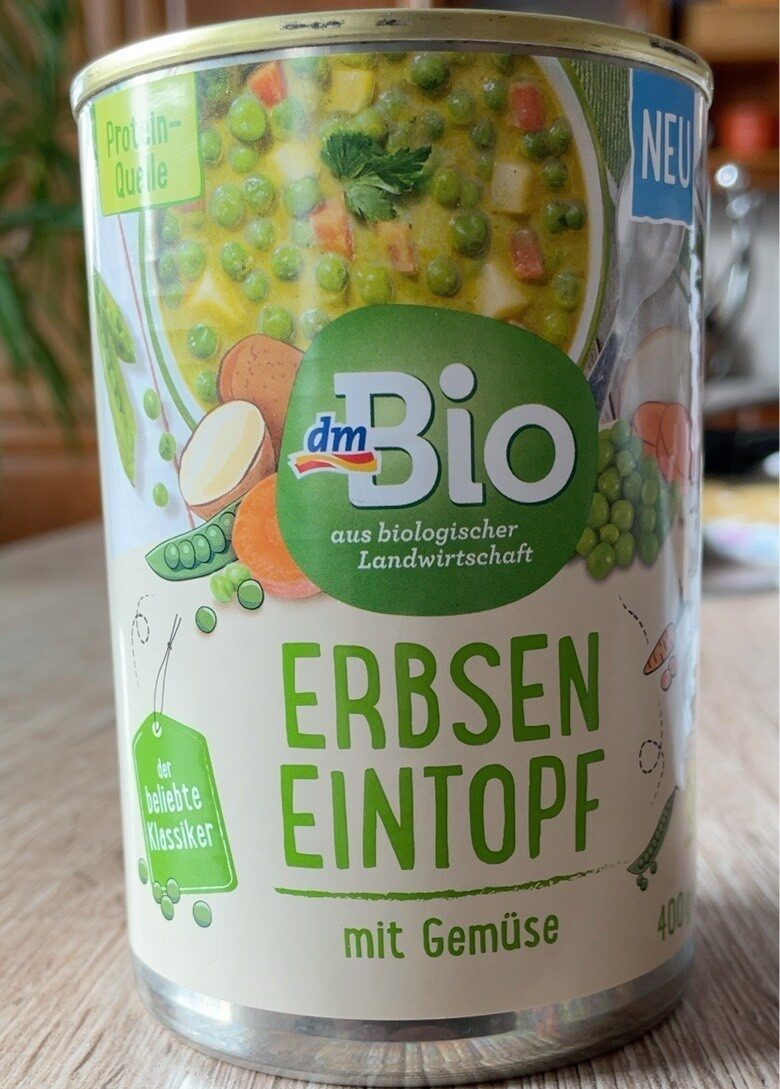 Protein-
Quelle
NEU
dm
Bio
aus biologischer
Landwirtschaft
ERBSEN
EINTOPF
der
beliebte
Klassiker
mit Gemüse
400